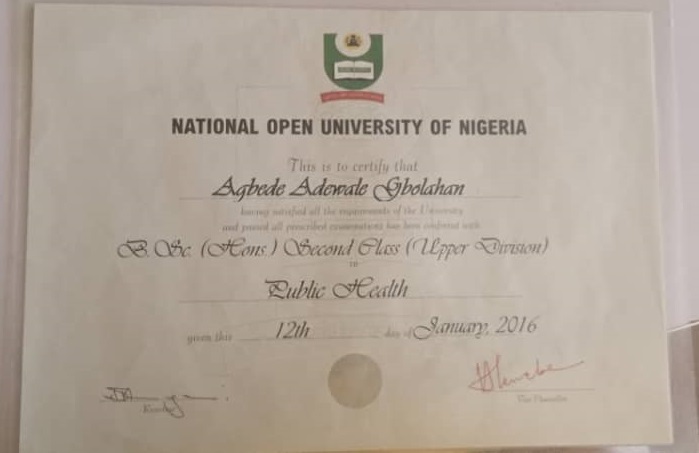 NATIONAL OPEN UNIVERSITY OF NIGERIA
This is to certify that
Agbede Adewale Gbolahan
having satisfied all the requirements of the University
and passed all prescribed examinations has been conferred with
B. Sc. (Hons.) Second Class (Upper Division)
in
Public Health
given this 12th day of January, 2016
Registrar Vice Chancellor